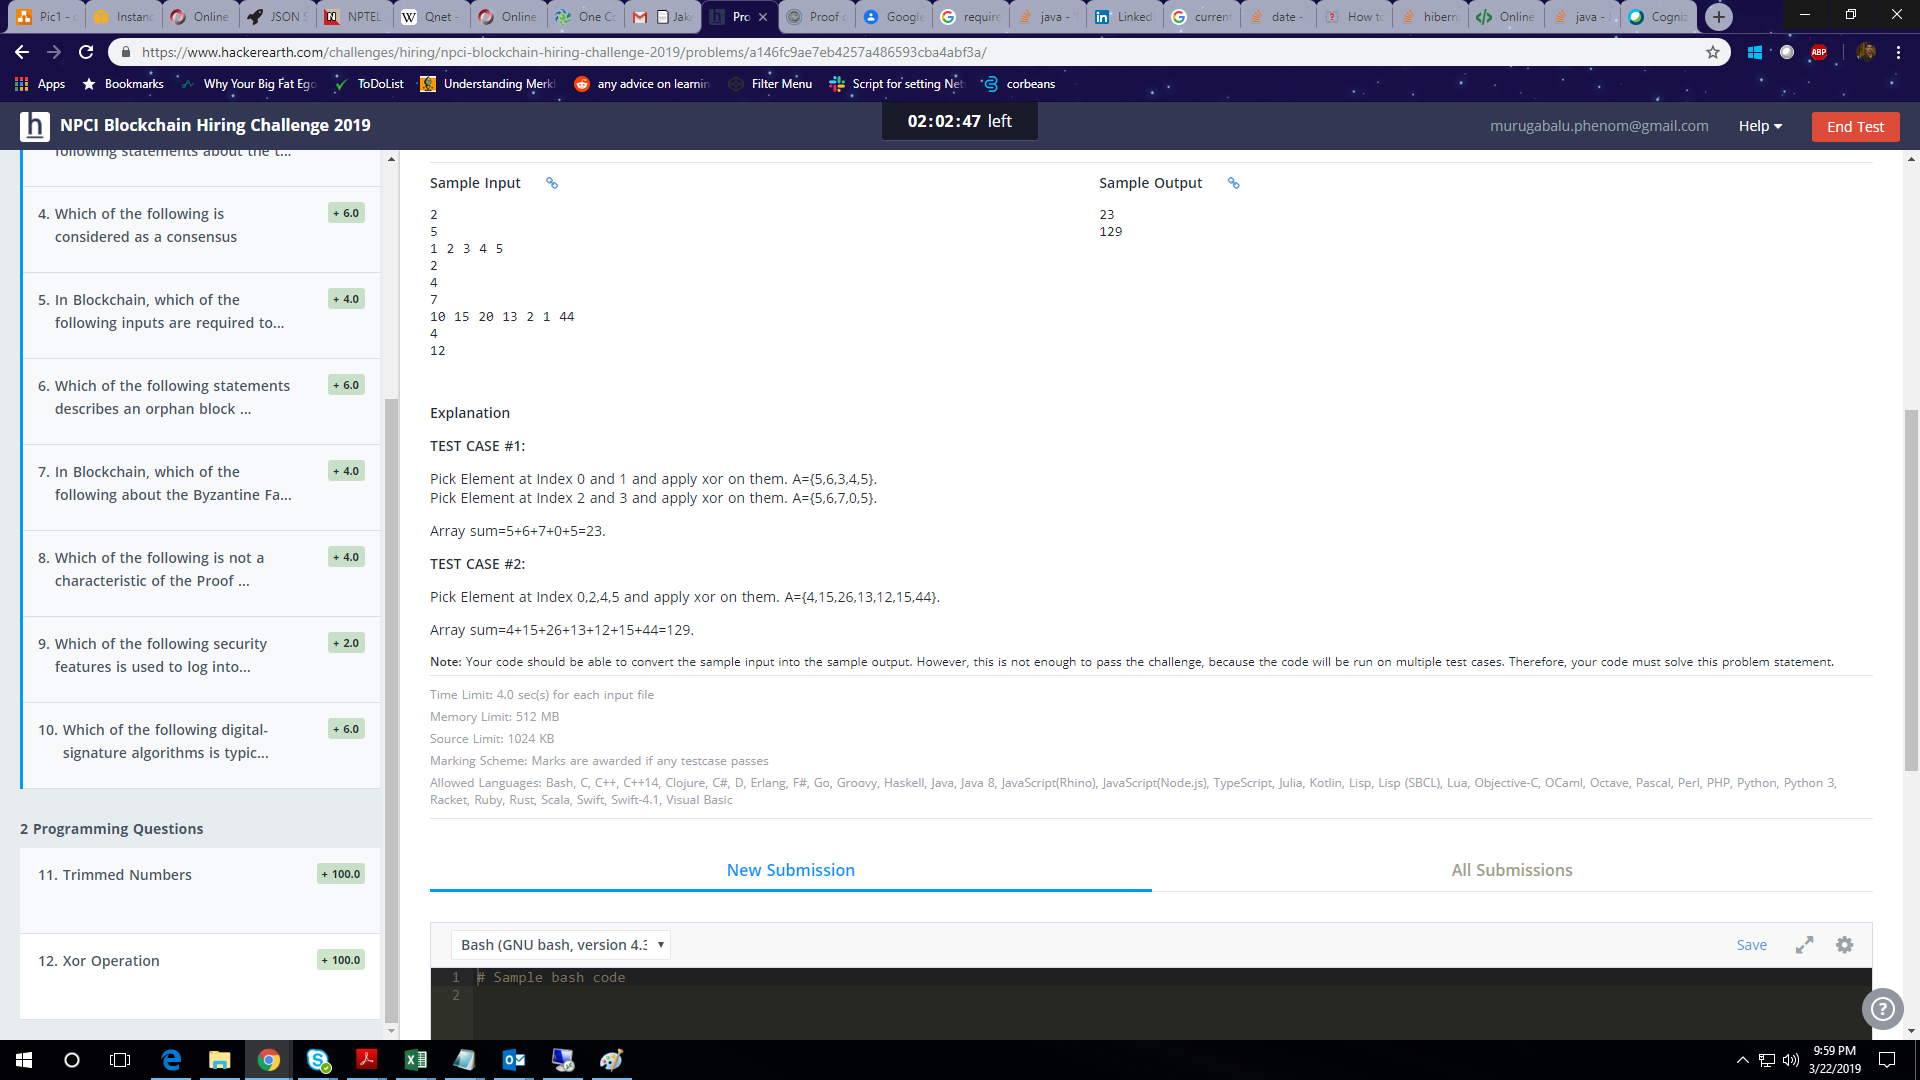 Pic1 -
Instanc
Online
JSON S
NPTEL
Qnet -
Online
One Co
Jak
Pro
Proof o
Google
require
java -
Linked
current
date -
How to
hibern
Online
java -
Cogniz
https://www.hackerearth.com/challenges/hiring/npci-blockchain-hiring-challenge-2019/problems/a146fc9ae7eb4257a486593cba4abf3a/
ABP
Apps
Bookmarks
Why Your Big Fat Ego
ToDoList
Understanding Merkl
any advice on learnin
Filter Menu
Script for setting Net
corbeans
h
NPCI Blockchain Hiring Challenge 2019
02:02:47 left
murugabalu.phenom@gmail.com
Help
End Test
following statements about the t...
4. Which of the following is
considered as a consensus
+ 6.0
5. In Blockchain, which of the
following inputs are required to...
+ 4.0
6. Which of the following statements
describes an orphan block ...
+ 6.0
7. In Blockchain, which of the
following about the Byzantine Fa...
+ 4.0
8. Which of the following is not a
characteristic of the Proof ...
+ 4.0
9. Which of the following security
features is used to log into...
+ 2.0
10. Which of the following digital-
signature algorithms is typic...
+ 6.0
2 Programming Questions
11. Trimmed Numbers
+ 100.0
12. Xor Operation
+ 100.0
Sample Input
2
5
1 2 3 4 5
2
4
7
10 15 20 13 2 1 44
4
12
Sample Output
23
129
Explanation
TEST CASE #1:
Pick Element at Index 0 and 1 and apply xor on them. A={5,6,3,4,5}.
Pick Element at Index 2 and 3 and apply xor on them. A={5,6,7,0,5}.
Array sum=5+6+7+0+5=23.
TEST CASE #2:
Pick Element at Index 0,2,4,5 and apply xor on them. A={4,15,26,13,12,15,44}.
Array sum=4+15+26+13+12+15+44=129.
Note: Your code should be able to convert the sample input into the sample output. However, this is not enough to pass the challenge, because the code will be run on multiple test cases. Therefore, your code must solve this problem statement.
Time Limit: 4.0 sec(s) for each input file
Memory Limit: 512 MB
Source Limit: 1024 KB
Marking Scheme: Marks are awarded if any testcase passes
Allowed Languages: Bash, C, C++, C++14, Clojure, C#, D, Erlang, F#, Go, Groovy, Haskell, Java, Java 8, JavaScript(Rhino), JavaScript(Node.js), TypeScript, Julia, Kotlin, Lisp, Lisp (SBCL), Lua, Objective-C, OCaml, Octave, Pascal, Perl, PHP, Python, Python 3,
Racket, Ruby, Rust, Scala, Swift, Swift-4.1, Visual Basic
New Submission
All Submissions
Bash (GNU bash, version 4.3
Save
1 # Sample bash code
2
9:59 PM
3/22/2019